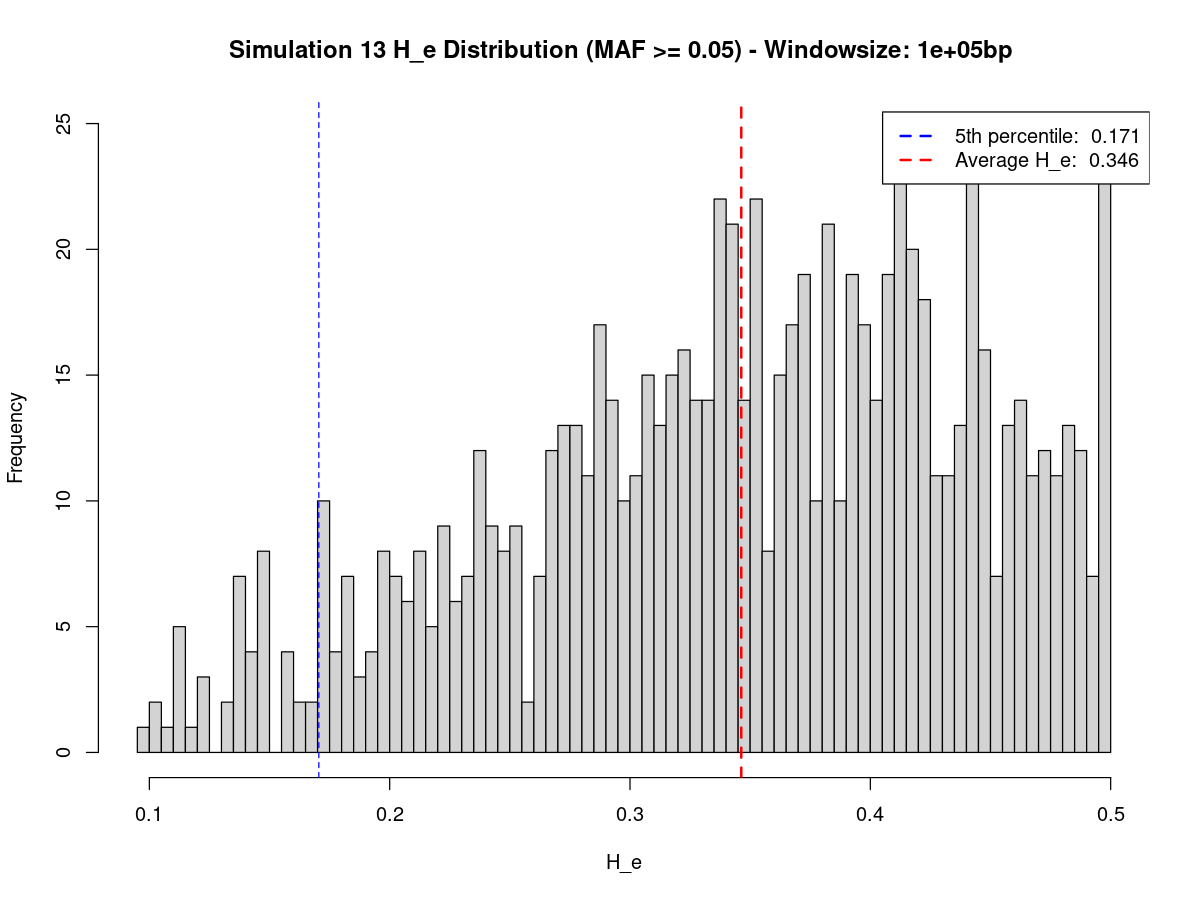 Simulation 13 H_e Distribution (MAF >= 0.05) - Windowsize: 1e+05bp
5th percentile:  0.171
Average H_e:  0.346
25
20
15
10
5
0
Frequency
0.1 0.2 0.3 0.4 0.5
H_e